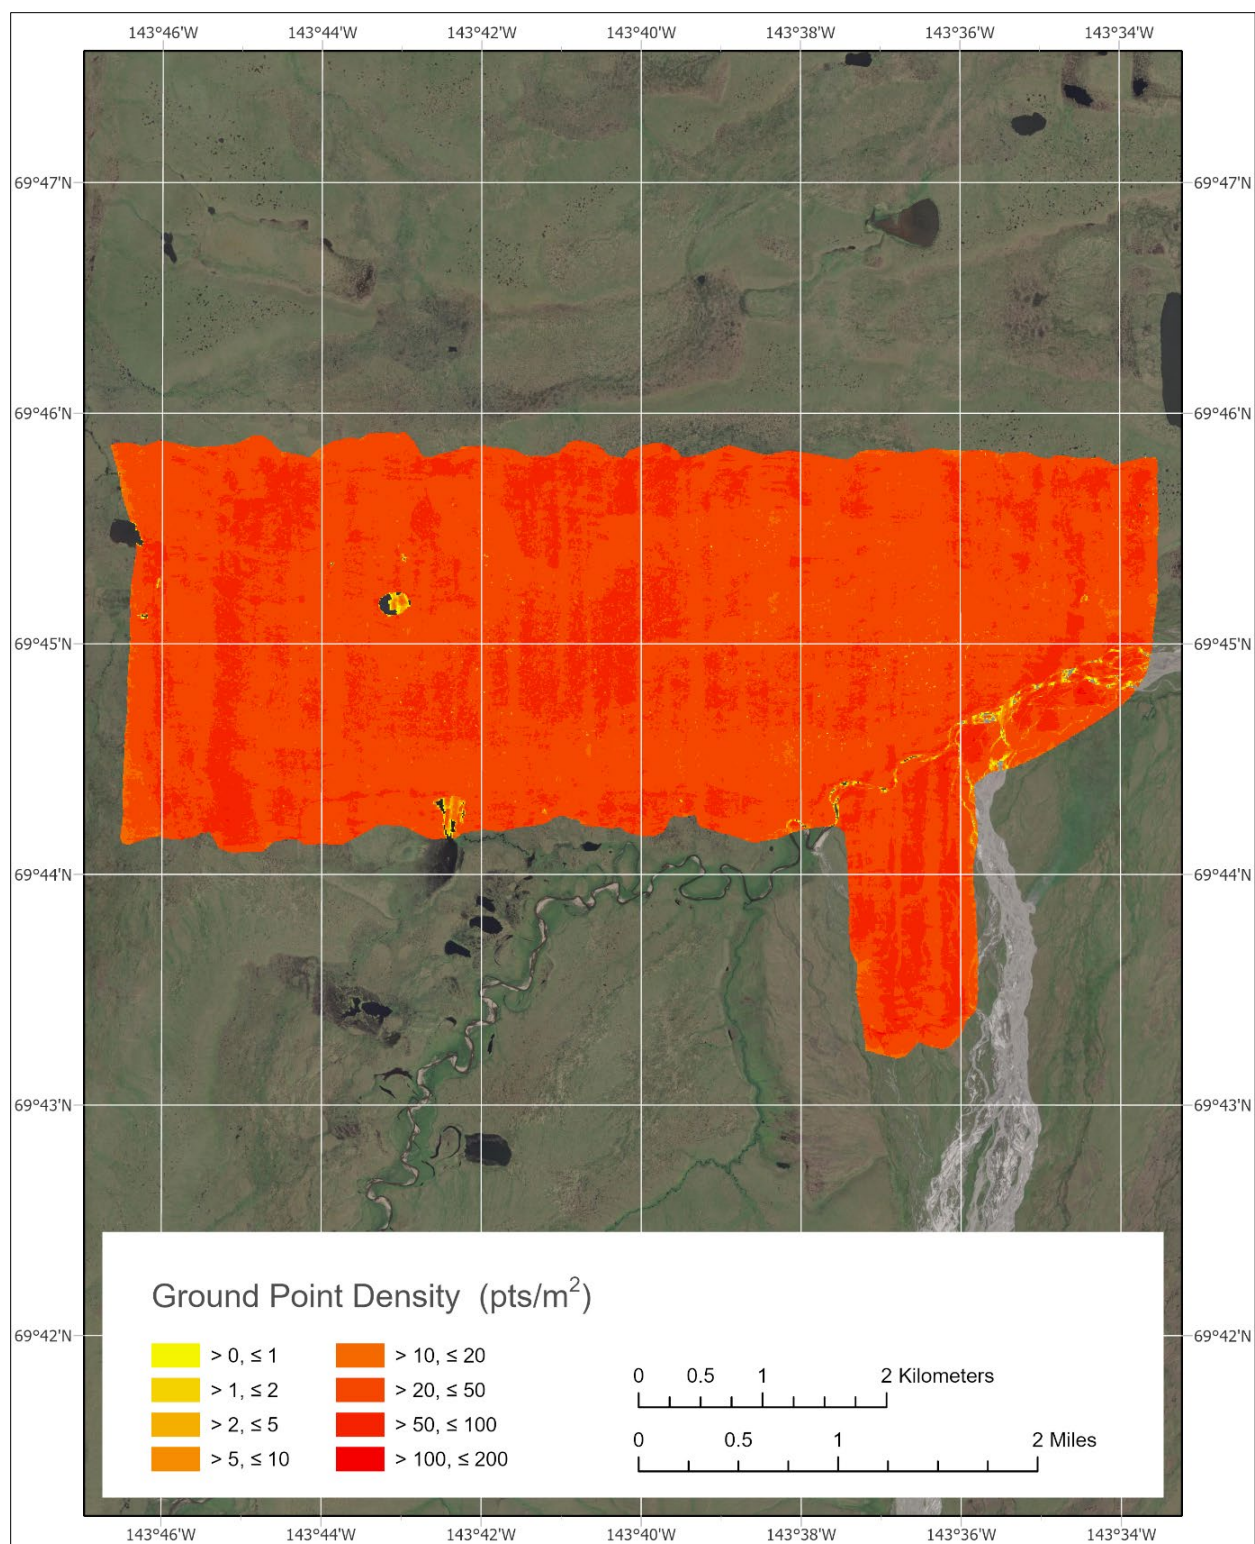 143°46'W 143°44'W 143°42'W 143°40'W 143°38'W 143°36'W 143°34'W
69°47'N 69°47'N
69°46'N 69°46'N
69°45'N 69°45'N
69°44'N 69°44'N
69°43'N 69°43'N
69°42'N 69°42'N
Ground Point Density (pts/m²)
> 0, ≤ 1
> 1, ≤ 2
> 2, ≤ 5
> 5, ≤ 10
> 10, ≤ 20
> 20, ≤ 50
> 50, ≤ 100
> 100, ≤ 200
0 0.5 1 2 Kilometers
0 0.5 1 2 Miles
143°46'W 143°44'W 143°42'W 143°40'W 143°38'W 143°36'W 143°34'W